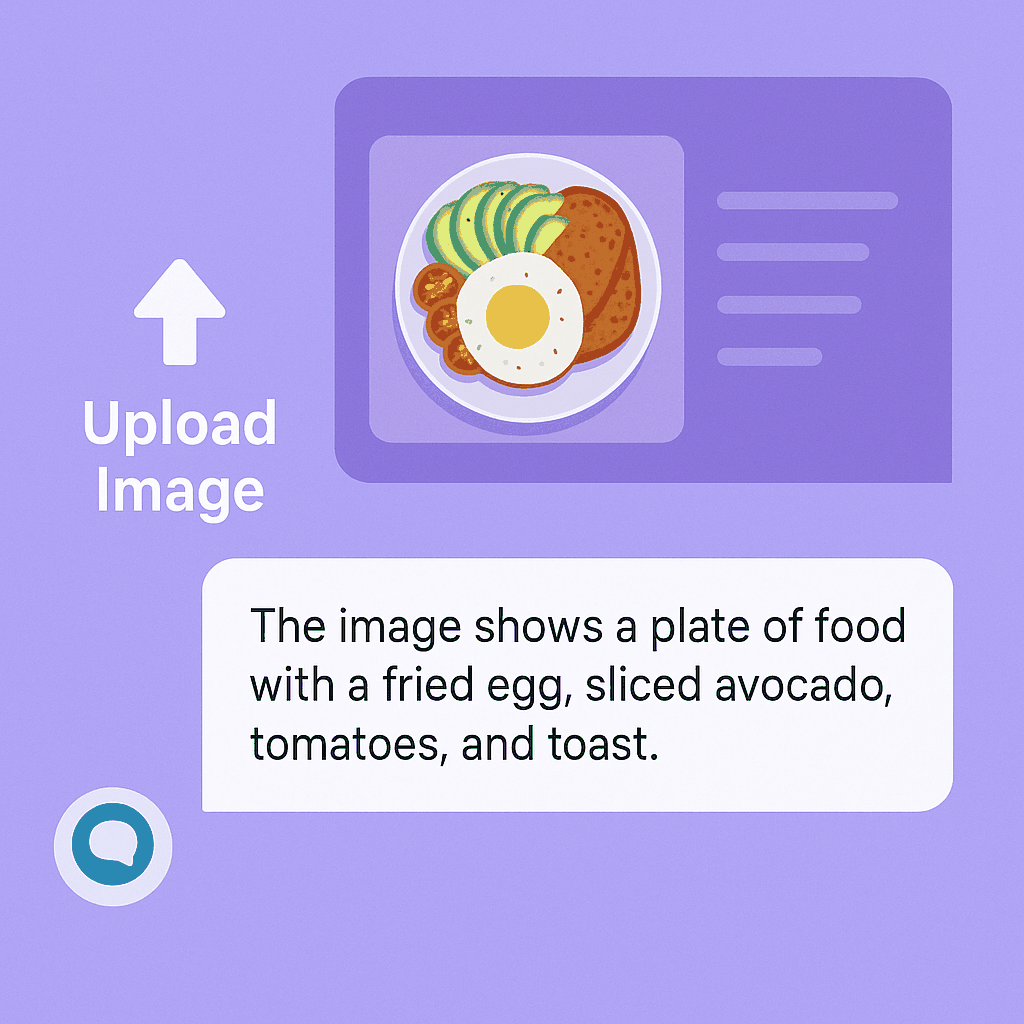 Upload
Image
The image shows a plate of food
with a fried egg, sliced avocado,
tomatoes, and toast.